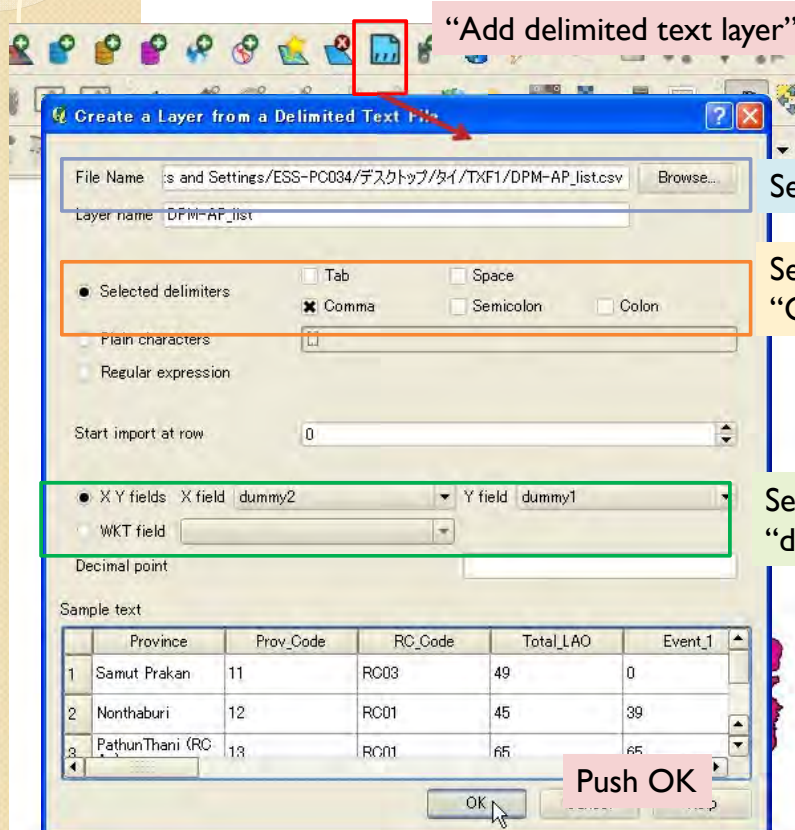 “Add delimited text layer”
Create a Layer from a Delimited Text File
File Name :s and Settings/ESS-PC034/デスクトップ/タイ/TXF1/DPM-AP_list.csv Browse...
Layer name DPM-AP_list
Selected delimiters
Tab Space
Comma Semicolon Colon
Plain characters
Regular expression
Start import at row 0
X Y fields X field dummy2 Y field dummy1
WKT field
Decimal point
Sample text
Province Prov_Code RC_Code Total_LAO Event_1
1 Samut Prakan 11 RC03 49 0
2 Nonthaburi 12 RC01 45 39
3 PathunThani (RC 13 RC01 65 65
Push OK
OK